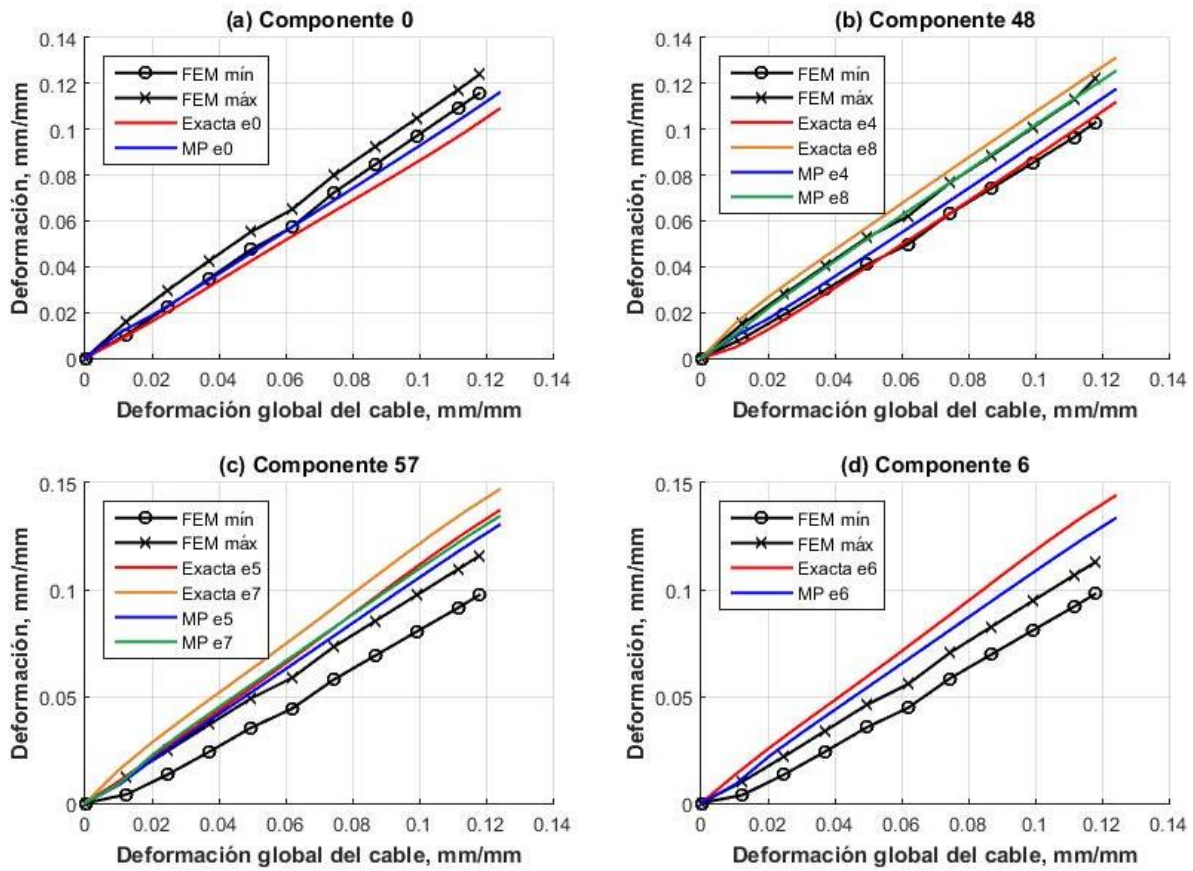 (a) Componente 0
0.14
0.12
0.1
0.08
0.06
0.04
0.02
0
FEM mín
FEM máx
Exacta e0
MP e0
Deformación, mm/mm
0 0.02 0.04 0.06 0.08 0.1 0.12 0.14
Deformación global del cable, mm/mm
(b) Componente 48
0.14
0.12
0.1
0.08
0.06
0.04
0.02
0
FEM mín
FEM máx
Exacta e4
Exacta e8
MP e4
MP e8
Deformación, mm/mm
0 0.02 0.04 0.06 0.08 0.1 0.12 0.14
Deformación global del cable, mm/mm
(c) Componente 57
0.15
0.1
0.05
0
FEM mín
FEM máx
Exacta e5
Exacta e7
MP e5
MP e7
Deformación, mm/mm
0 0.02 0.04 0.06 0.08 0.1 0.12 0.14
Deformación global del cable, mm/mm
(d) Componente 6
0.15
0.1
0.05
0
FEM mín
FEM máx
Exacta e6
MP e6
Deformación, mm/mm
0 0.02 0.04 0.06 0.08 0.1 0.12 0.14
Deformación global del cable, mm/mm